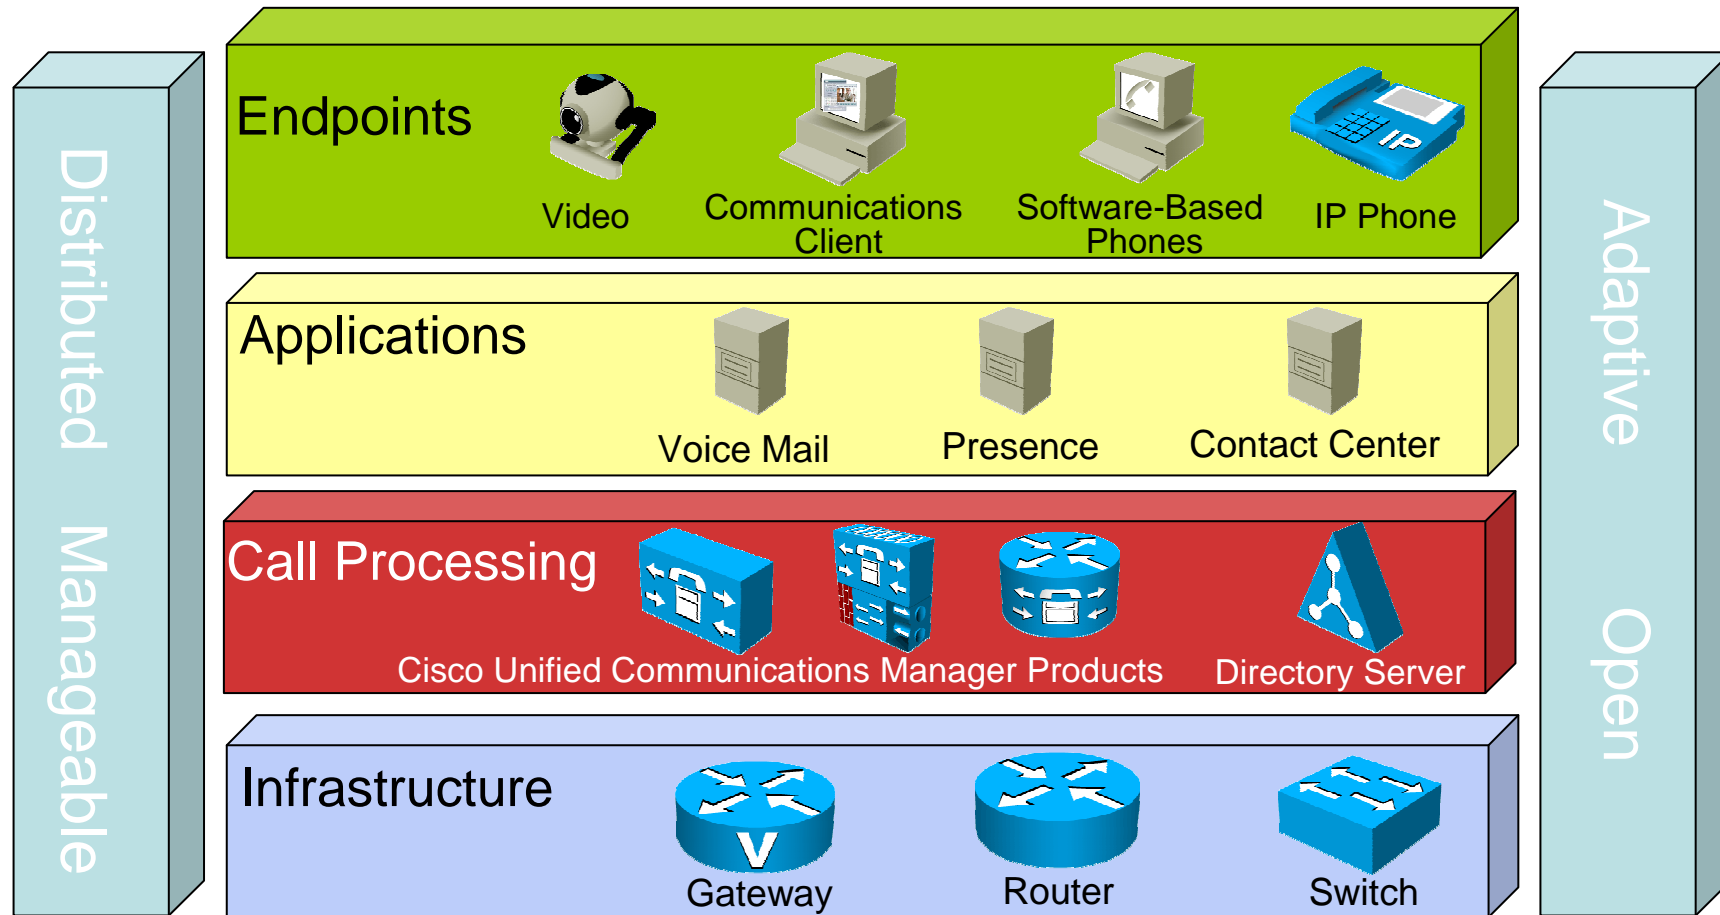 Distributed Manageable
Endpoints
Video
Communications
Client
Software-Based
Phones
IP
IP Phone
Applications
Voice Mail
Presence
Contact Center
Call Processing
Cisco Unified Communications Manager Products
Directory Server
Infrastructure
V
Gateway
Router
Switch
Adaptive Open